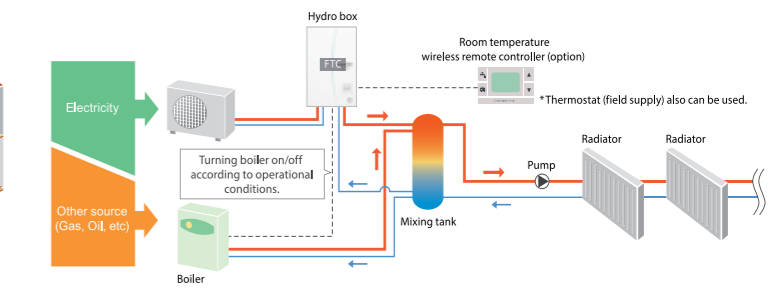 Hydro box
FTC
Room temperature
wireless remote controller (option)
*Thermostat (field supply) also can be used.
Electricity
Turning boiler on/off
according to operational
conditions.
Other source
(Gas, Oil, etc)
Boiler
Mixing tank
Pump
Radiator
Radiator